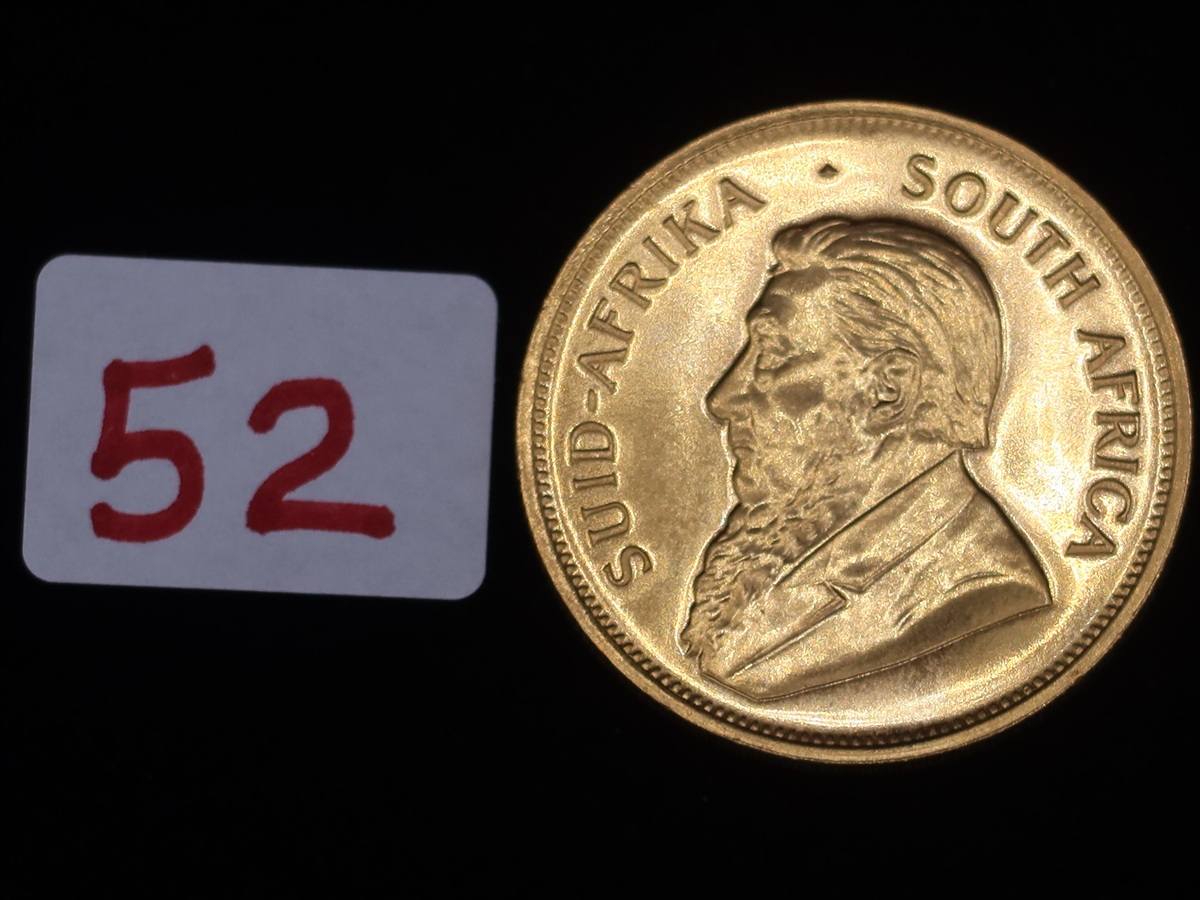 52
SUID-AFRIKA · SOUTH AFRICA